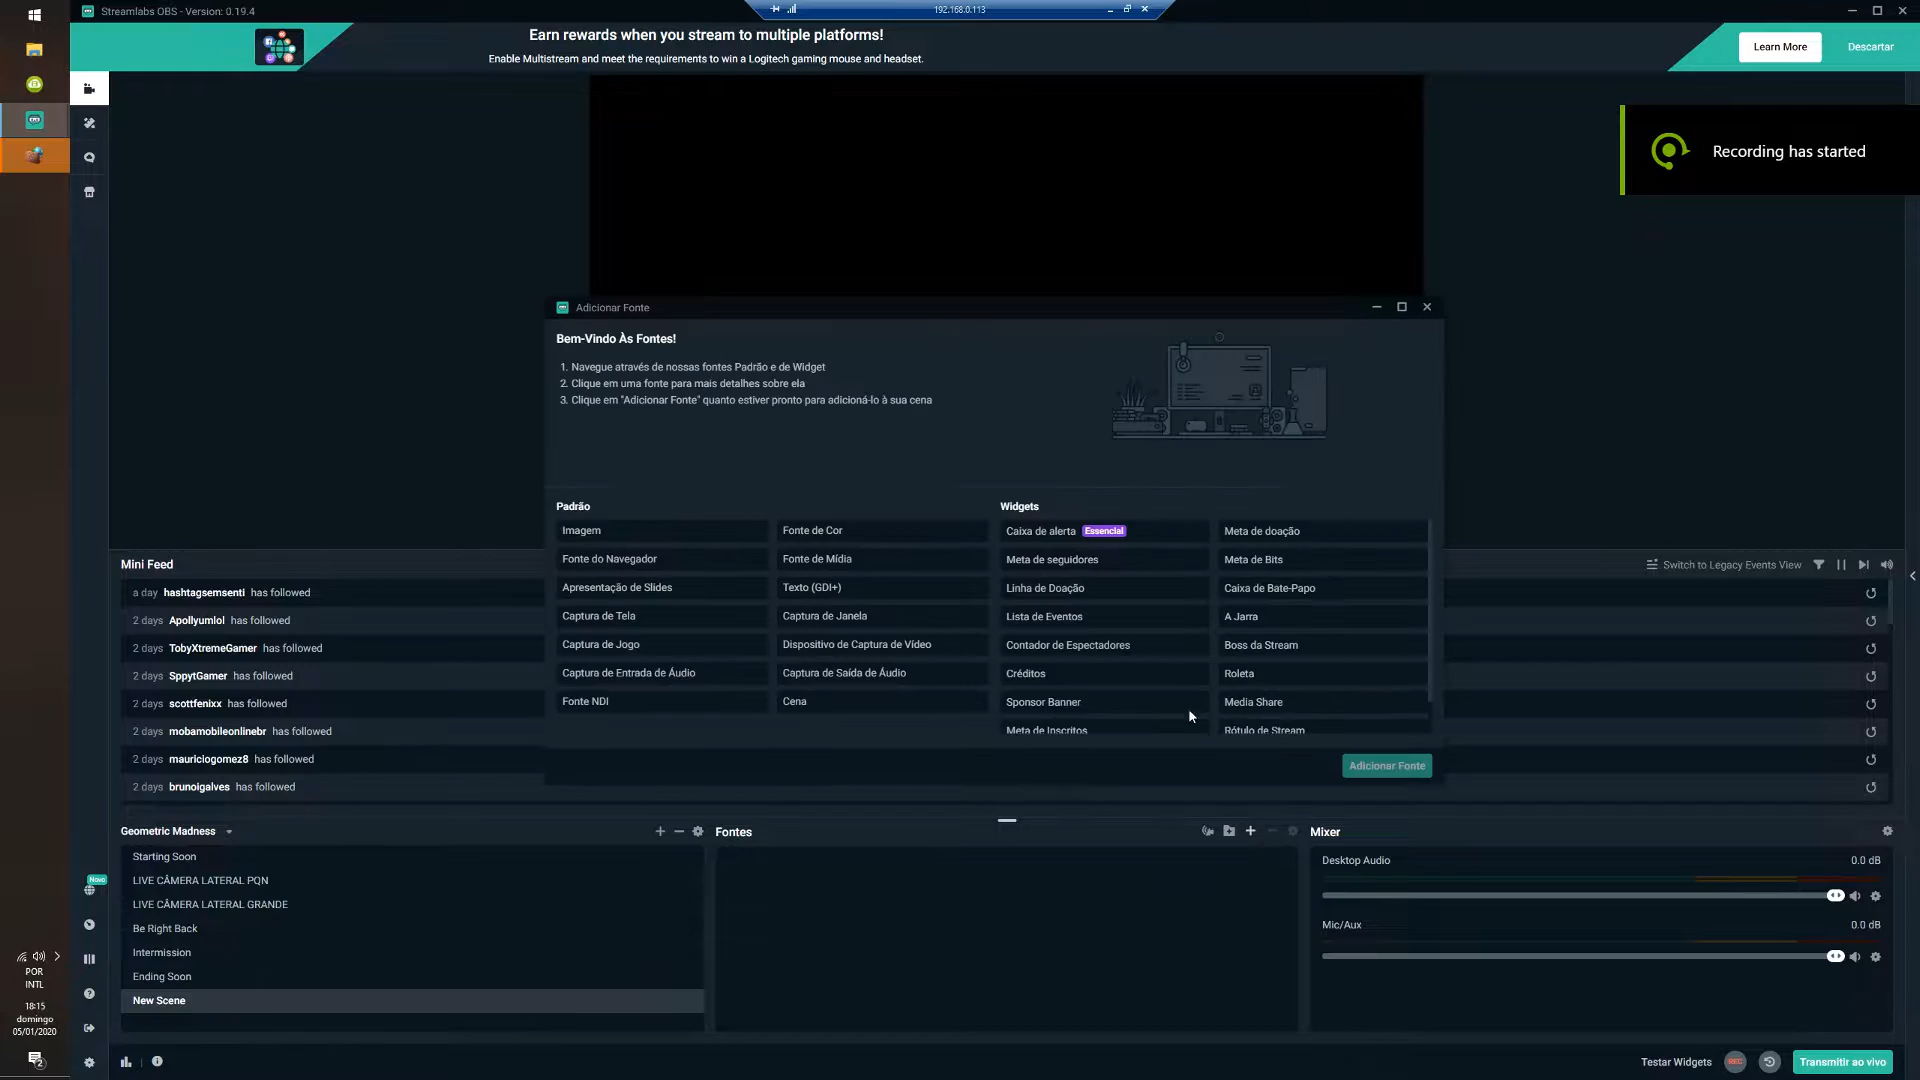 Streamlabs OBS - Version: 0.19.4
192.168.0.113
Earn rewards when you stream to multiple platforms!
Enable Multistream and meet the requirements to win a Logitech gaming mouse and headset.
Learn More
Descartar
Recording has started
Adicionar Fonte
Bem-Vindo Às Fontes!
1. Navegue através de nossas fontes Padrão e de Widget
2. Clique em uma fonte para mais detalhes sobre ela
3. Clique em "Adicionar Fonte" quanto estiver pronto para adicioná-lo à sua cena
Padrão
Imagem
Fonte de Cor
Fonte do Navegador
Fonte de Mídia
Apresentação de Slides
Texto (GDI+)
Captura de Tela
Captura de Janela
Captura de Jogo
Dispositivo de Captura de Vídeo
Captura de Entrada de Áudio
Captura de Saída de Áudio
Fonte NDI
Cena
Widgets
Caixa de alerta Essencial
Meta de doação
Meta de seguidores
Meta de Bits
Linha de Doação
Caixa de Bate-Papo
Lista de Eventos
A Jarra
Contador de Espectadores
Boss da Stream
Créditos
Roleta
Sponsor Banner
Media Share
Meta de Inscritos
Rótulo de Stream
Adicionar Fonte
Mini Feed
Switch to Legacy Events View
a day hashtagsemsenti has followed
2 days Apollyumlol has followed
2 days TobyXtremeGamer has followed
2 days SppytGamer has followed
2 days scottfenixx has followed
2 days mobamobileonlinebr has followed
2 days mauriciogomez8 has followed
2 days brunoigalves has followed
Geometric Madness
Starting Soon
LIVE CÂMERA LATERAL PQN
LIVE CÂMERA LATERAL GRANDE
Be Right Back
Intermission
Ending Soon
New Scene
Fontes
Mixer
Desktop Audio
0.0 dB
Mic/Aux
0.0 dB
Novo
POR
INTL
18:15
domingo
05/01/2020
2
Testar Widgets
REC
Transmitir ao vivo